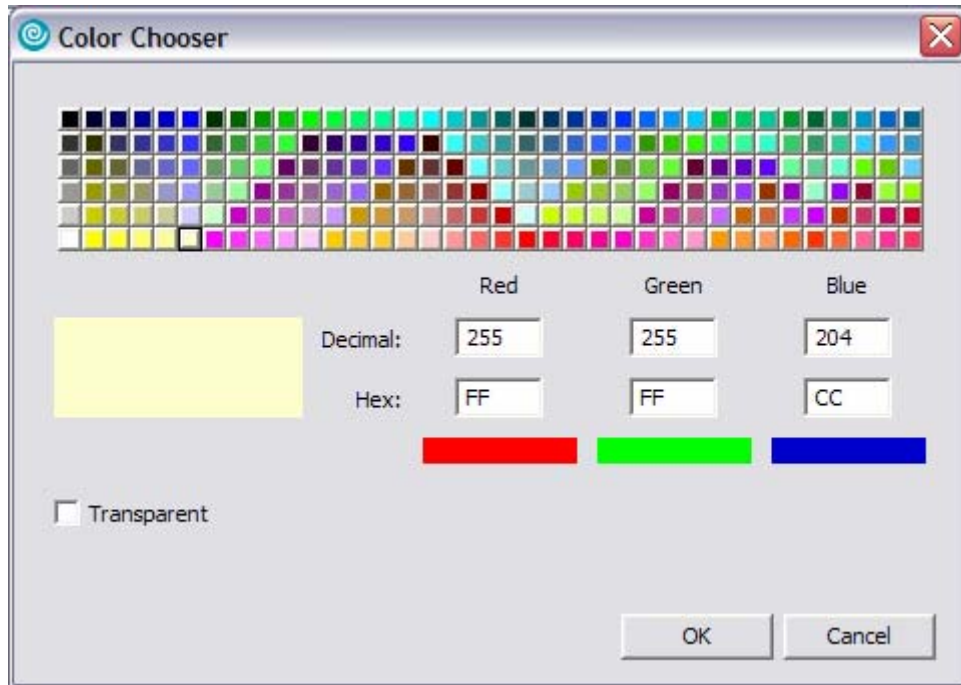 Color Chooser
Red Green Blue
Decimal: 255 255 204
Hex: FF FF CC
Transparent
OK Cancel